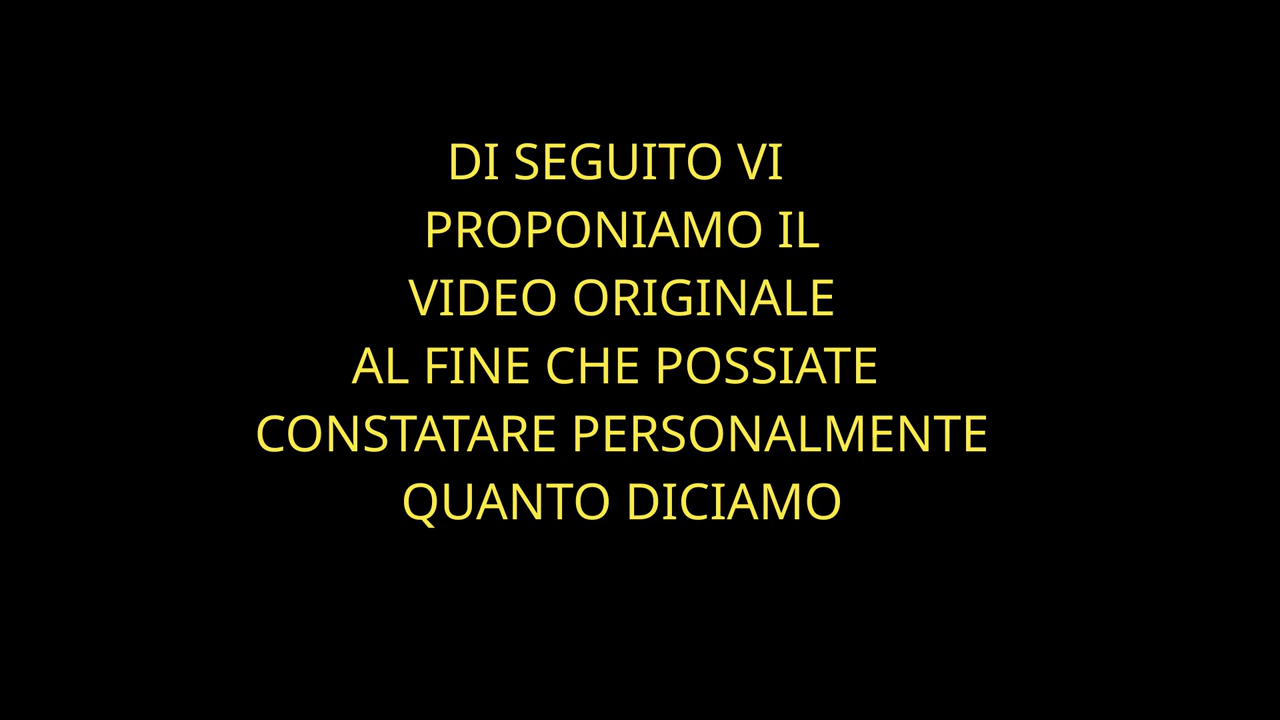 DI SEGUITO VI
PROPONIAMO IL
VIDEO ORIGINALE
AL FINE CHE POSSIATE
CONSTATARE PERSONALMENTE
QUANTO DICIAMO